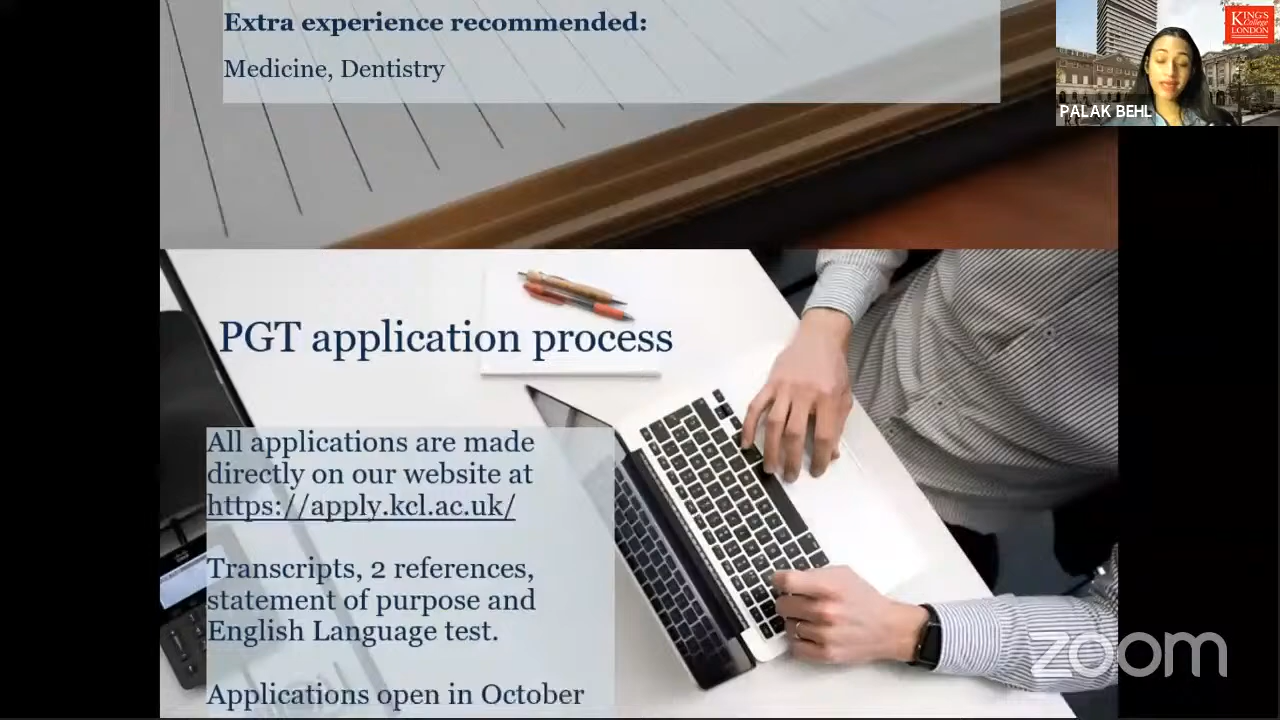 Extra experience recommended:
Medicine, Dentistry
KING'S
College
LONDON
PALAK BEHL
PGT application process
All applications are made
directly on our website at
https://apply.kcl.ac.uk/
Transcripts, 2 references,
statement of purpose and
English Language test.
Applications open in October
zoom